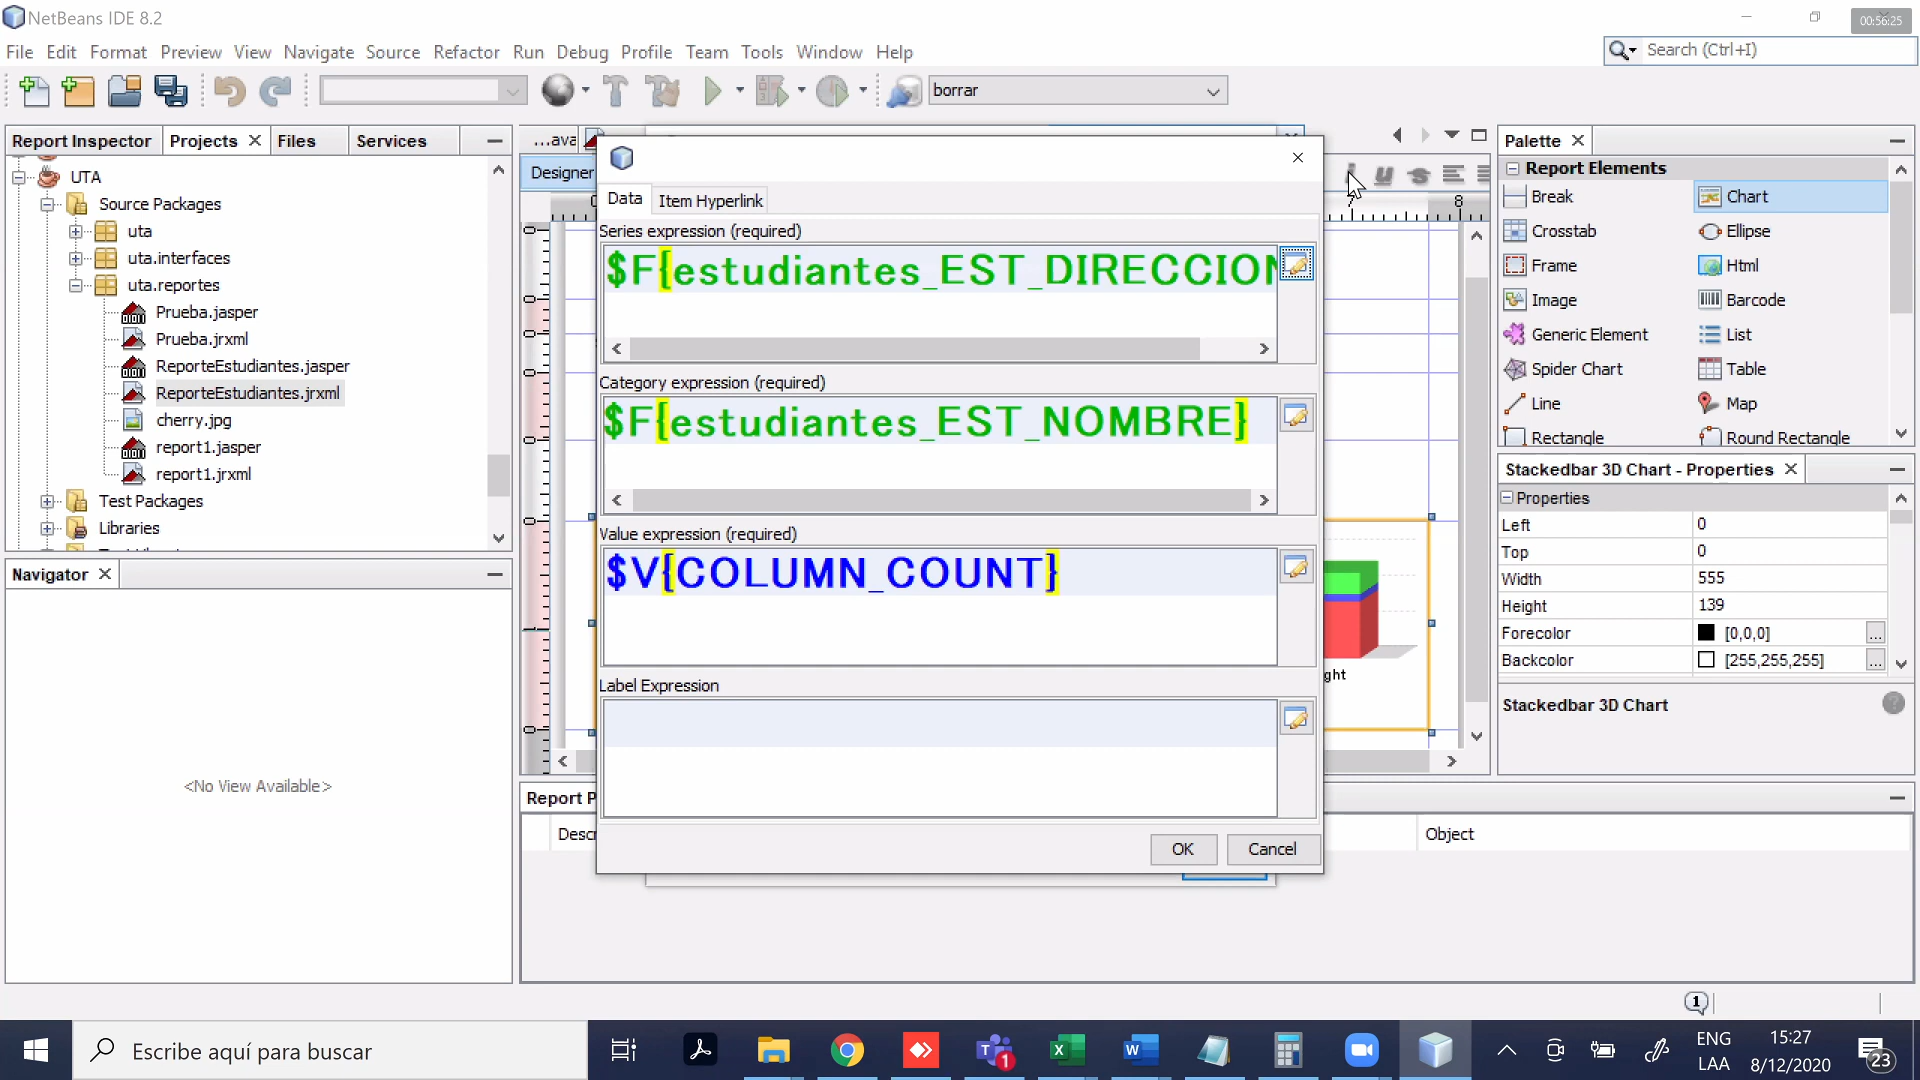 NetBeans IDE 8.2
00:56:25
File Edit Format Preview View Navigate Source Refactor Run Debug Profile Team Tools Window Help
Search (Ctrl+I)
borrar
Report Inspector Projects Files Services
UTA
Source Packages
uta
uta.interfaces
uta.reportes
Prueba.jasper
Prueba.jrxml
ReporteEstudiantes.jasper
ReporteEstudiantes.jrxml
cherry.jpg
report1.jasper
report1.jrxml
Test Packages
Libraries
Navigator
<No View Available>
...ava
Designer
7
8
Data Item Hyperlink
Series expression (required)
$F{estudiantes_EST_DIRECCION
Category expression (required)
$F{estudiantes_EST_NOMBRE}
Value expression (required)
$V{COLUMN_COUNT}
Label Expression
OK Cancel
ght
Report P
Descr
Object
Palette
Report Elements
Break Chart
Crosstab Ellipse
Frame Html
Image Barcode
Generic Element List
Spider Chart Table
Line Map
Rectangle Round Rectangle
Stackedbar 3D Chart - Properties
Properties
Left 0
Top 0
Width 555
Height 139
Forecolor [0,0,0] ...
Backcolor [255,255,255] ...
Stackedbar 3D Chart
1
Escribe aquí para buscar
1
ENG
LAA
15:27
8/12/2020
23